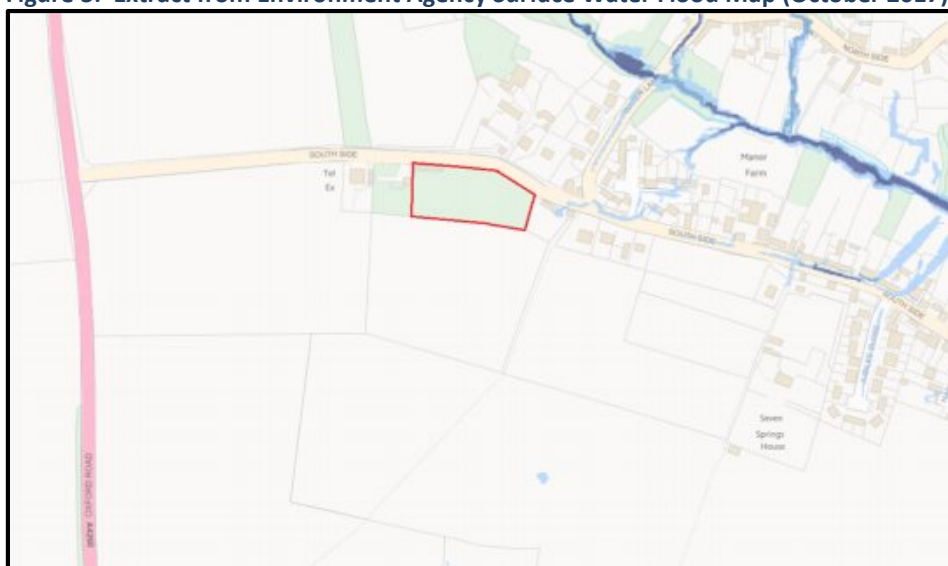 Figure 3: Extract from Environment Agency Surface Water Flood Map (October 2017)
NORTH SIDE
SOUTH SIDE
Tel
Ex
Manor
Farm
SOUTH SIDE
SOUTH SIDE
Seven
Springs
House
A4260 OXFORD ROAD